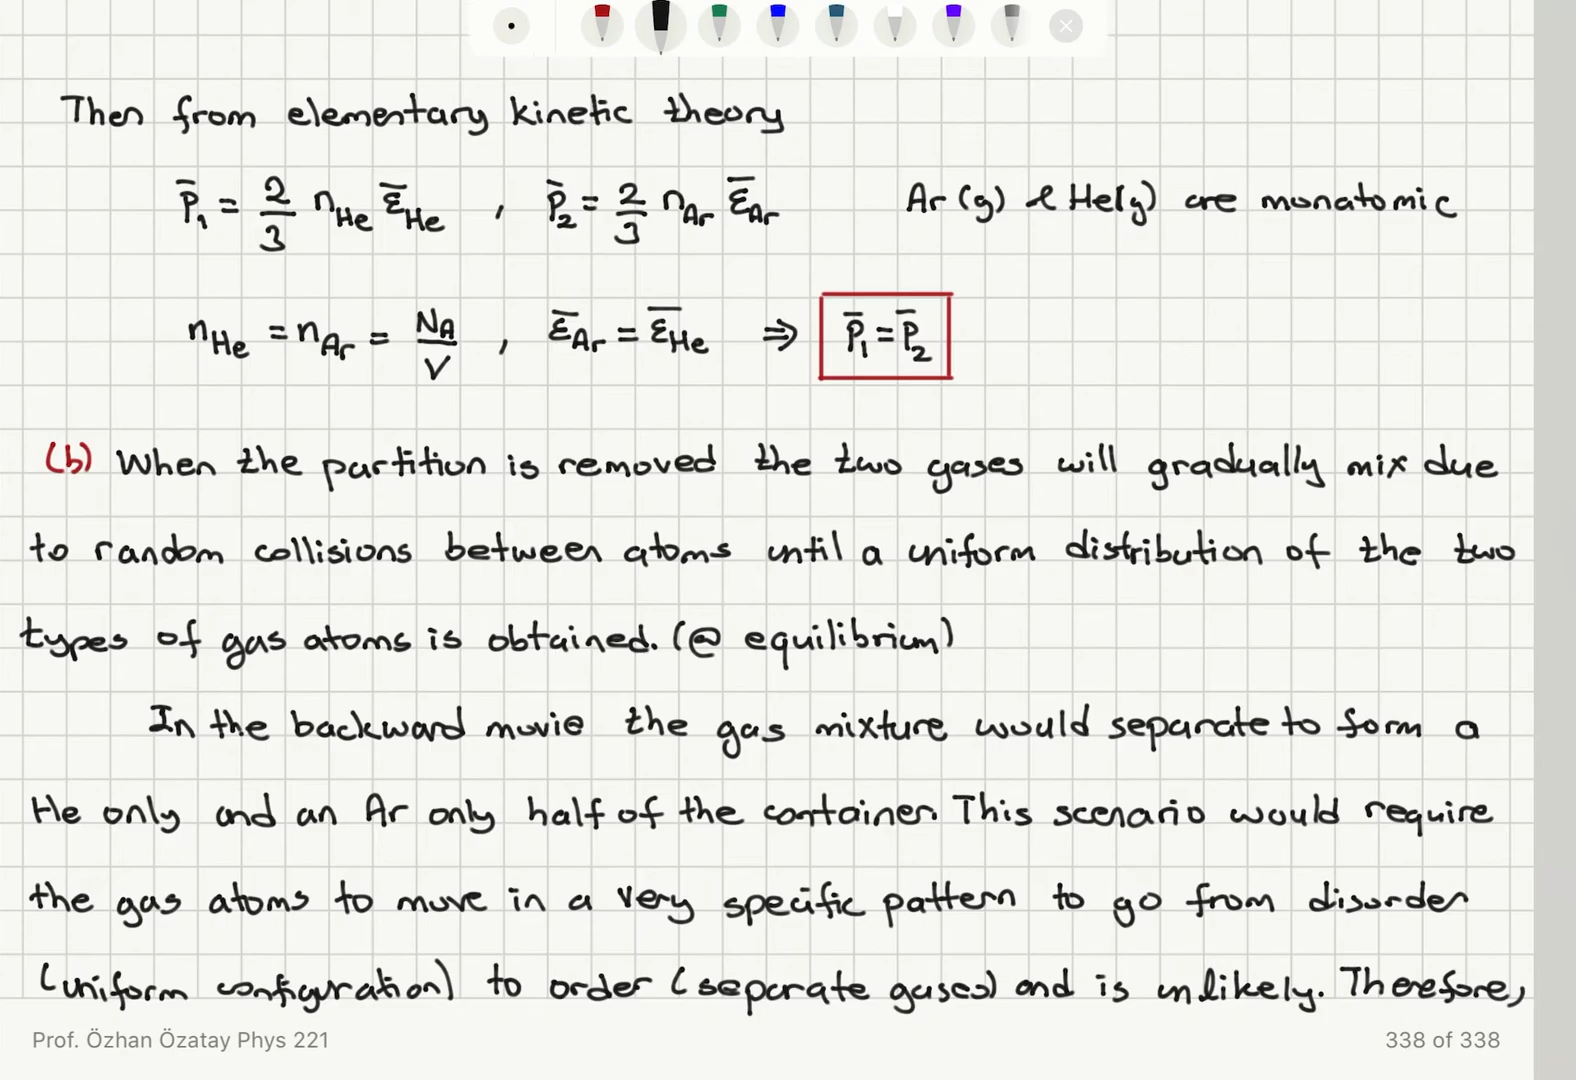 Then from elementary kinetic theory
P̄₁ = 2/3 n_He ε̄_He , P̄₂ = 2/3 n_Ar ε̄_Ar Ar(g) & He(g) are monatomic
n_He = n_Ar = N_A/V , ε̄_Ar = ε̄_He ⇒ P̄₁ = P̄₂
(b) When the partition is removed the two gases will gradually mix due
to random collisions between atoms until a uniform distribution of the two
types of gas atoms is obtained. (@ equilibrium)
In the backward movie the gas mixture would separate to form a
He only and an Ar only half of the container. This scenario would require
the gas atoms to move in a very specific pattern to go from disorder
(uniform configuration) to order (separate gases) and is unlikely. Therefore,
Prof. Özhan Özatay Phys 221
338 of 338